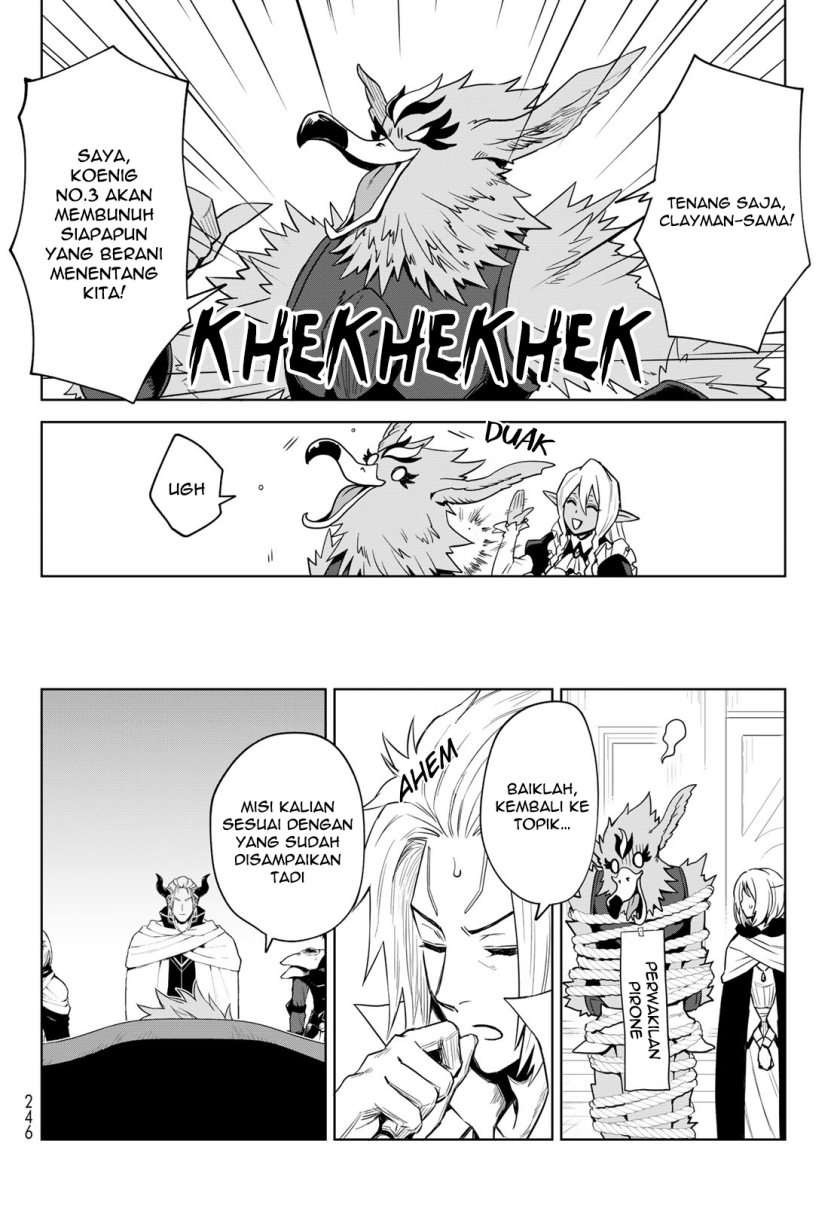 TENANG SAJA,
CLAYMAN-SAMA!
SAYA,
KOENIG
NO.3 AKAN
MEMBUNUH
SIAPAPUN
YANG BERANI
MENENTANG
KITA!
KHEKHEKHEK
DUAK
UGH
PERWAKILAN
PIRONE
BAIKLAH,
KEMBALI KE
TOPIK...
AHEM
MISI KALIAN
SESUAI DENGAN
YANG SUDAH
DISAMPAIKAN
TADI
246